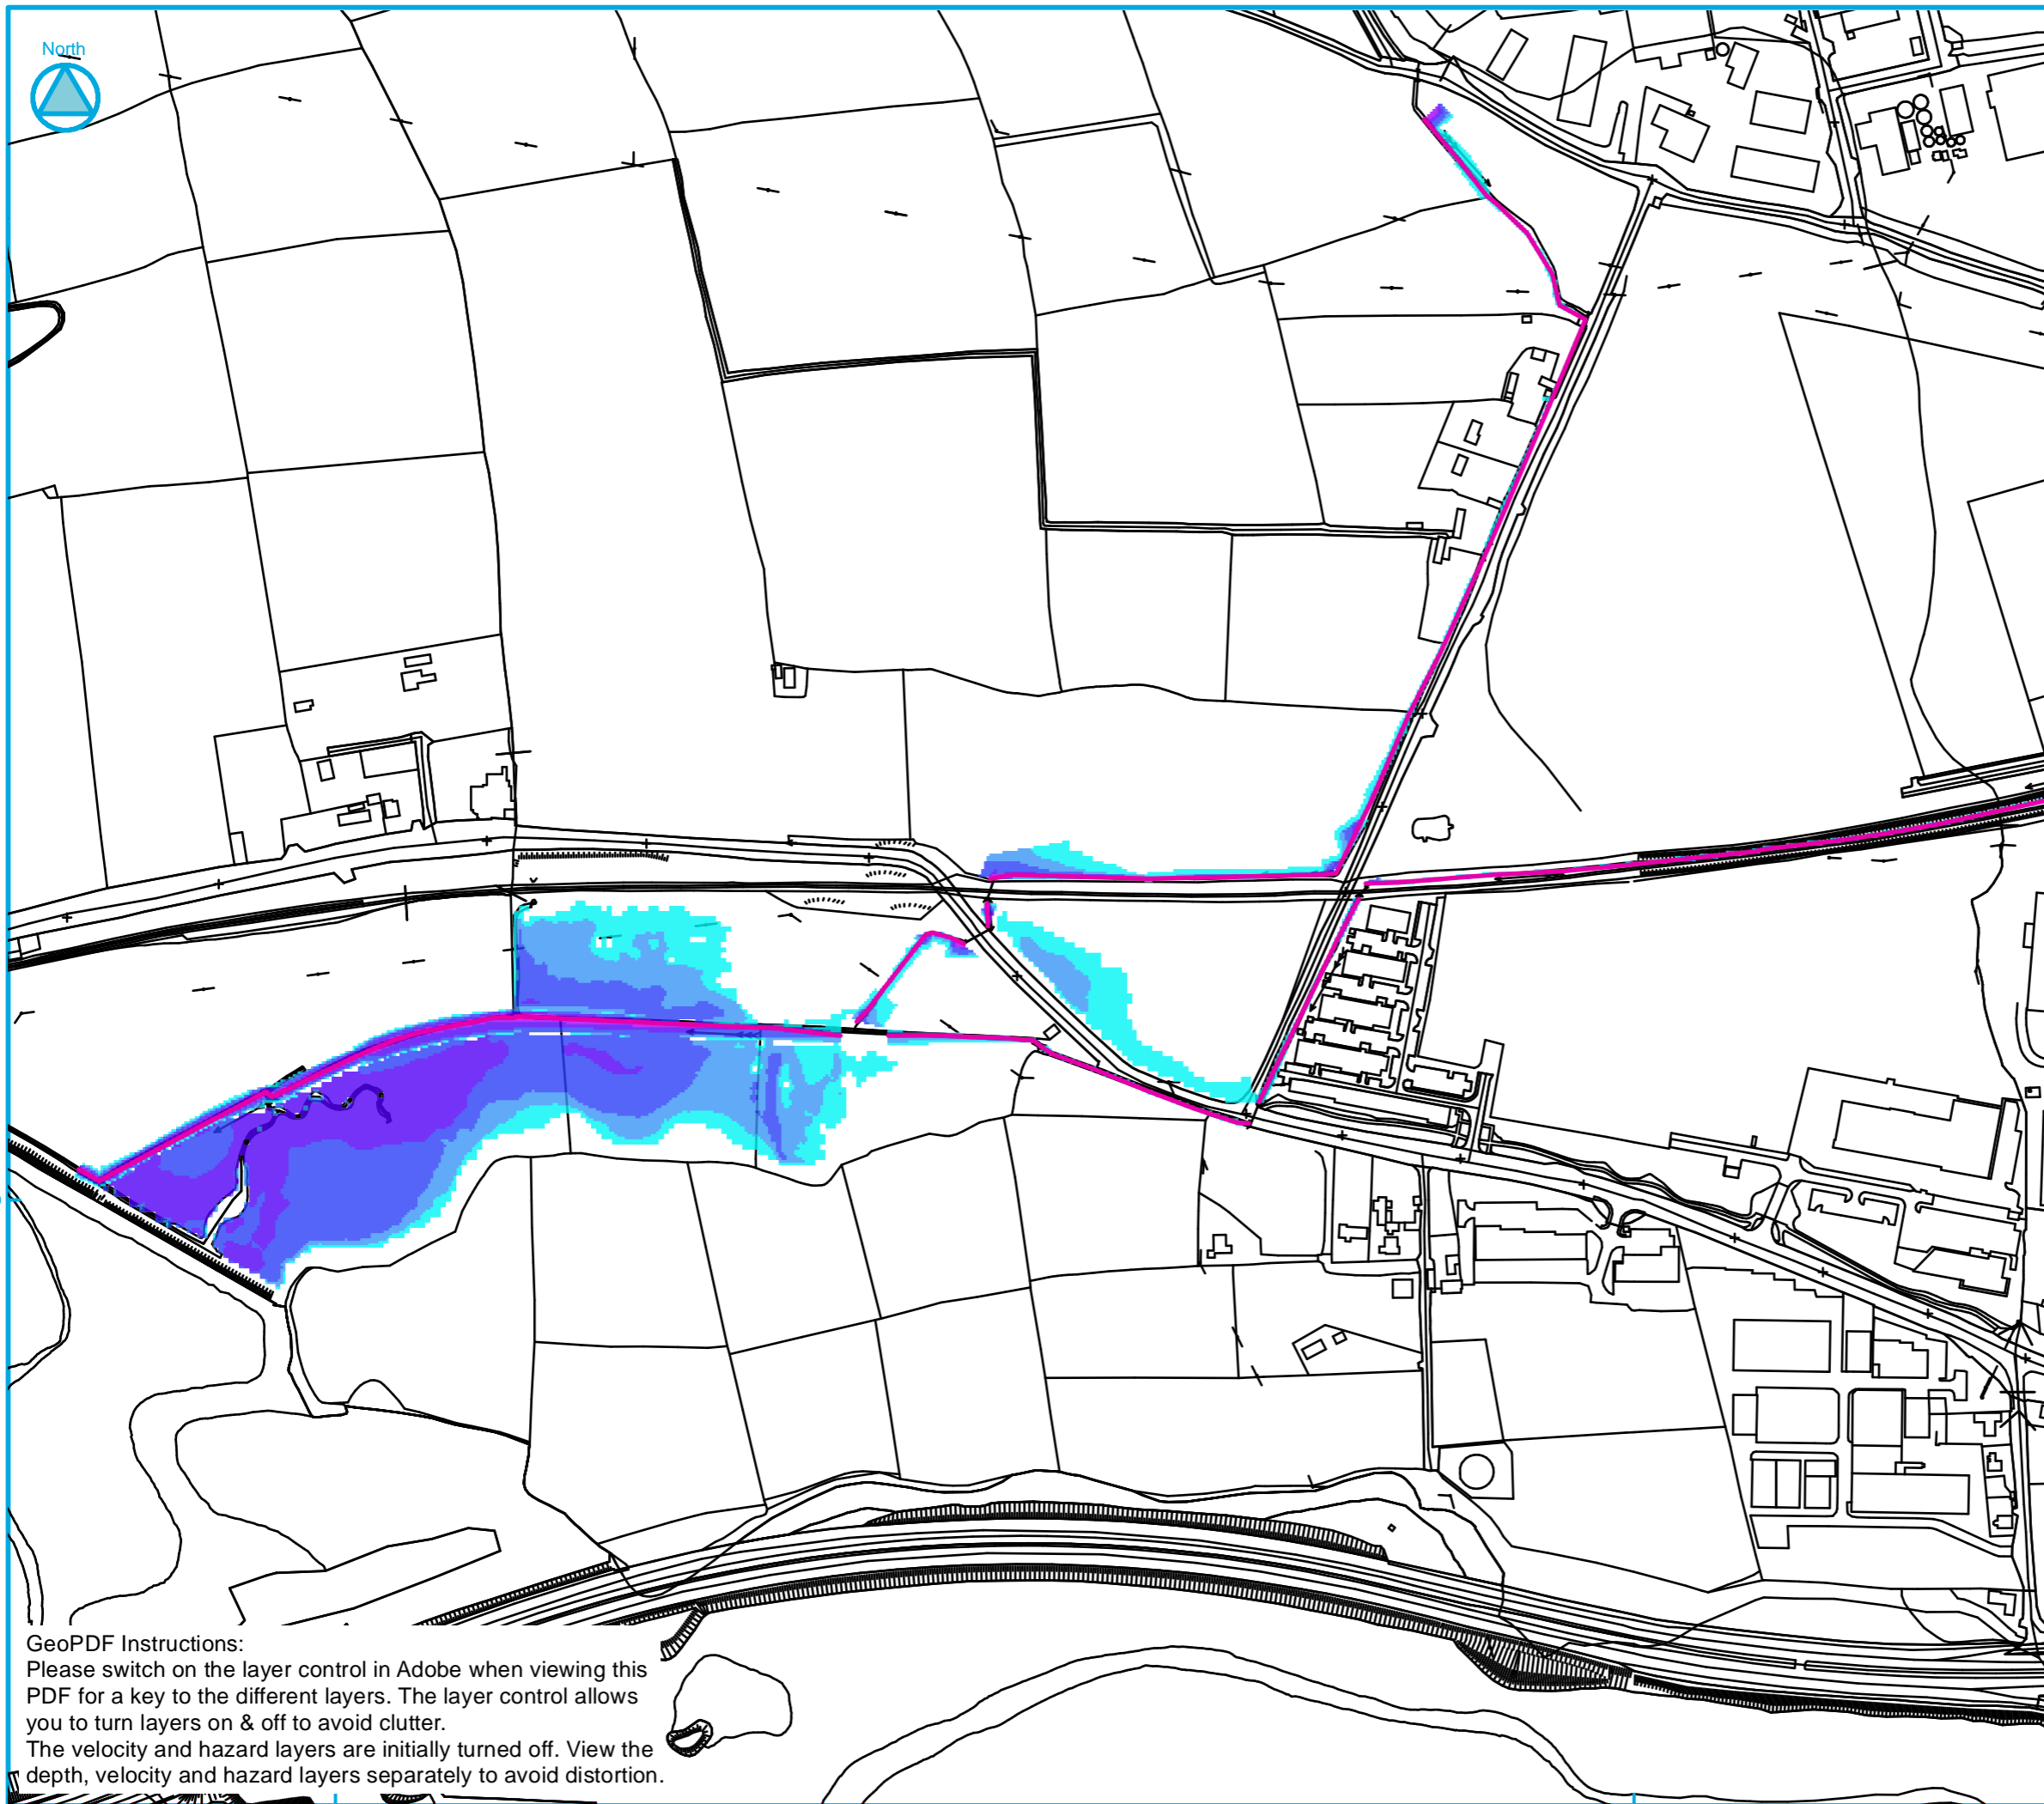 North
GeoPDF Instructions:
Please switch on the layer control in Adobe when viewing this
PDF for a key to the different layers. The layer control allows
you to turn layers on & off to avoid clutter.
The velocity and hazard layers are initially turned off. View the
depth, velocity and hazard layers separately to avoid distortion.